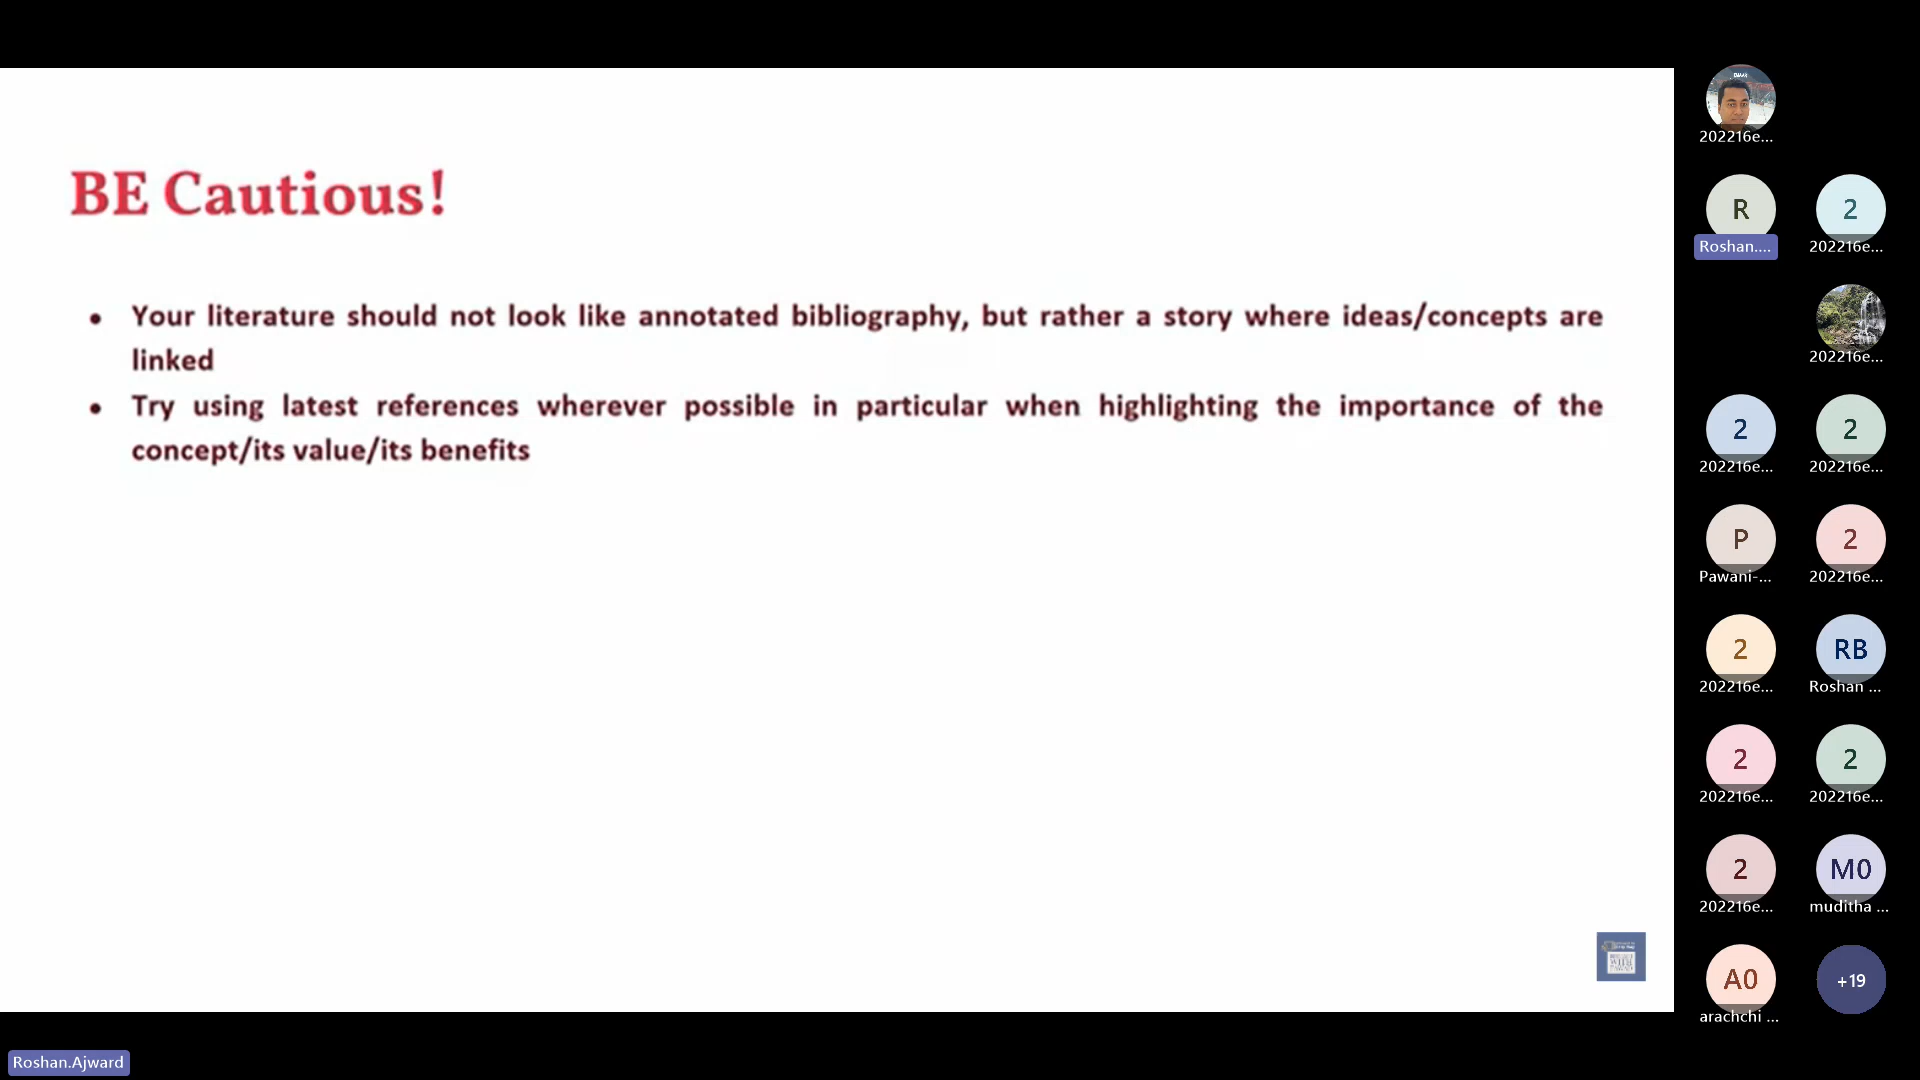 BE Cautious!
• Your literature should not look like annotated bibliography, but rather a story where ideas/concepts are
linked
• Try using latest references wherever possible in particular when highlighting the importance of the
concept/its value/its benefits
202216e...
R
Roshan....
2
202216e...
202216e...
2
202216e...
2
202216e...
P
Pawani-...
2
202216e...
2
202216e...
RB
Roshan ...
2
202216e...
2
202216e...
2
202216e...
M0
muditha ...
A0
arachchi ...
+19
Roshan.Ajward